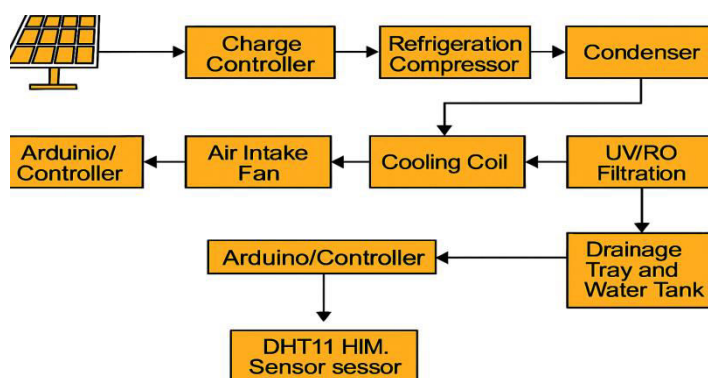 Charge
Controller
Refrigeration
Compressor
Condenser
Arduinio/
Controller
Air Intake
Fan
Cooling Coil
UV/RO
Filtration
Arduino/Controller
Drainage
Tray and
Water Tank
DHT11 HIM.
Sensor sessor